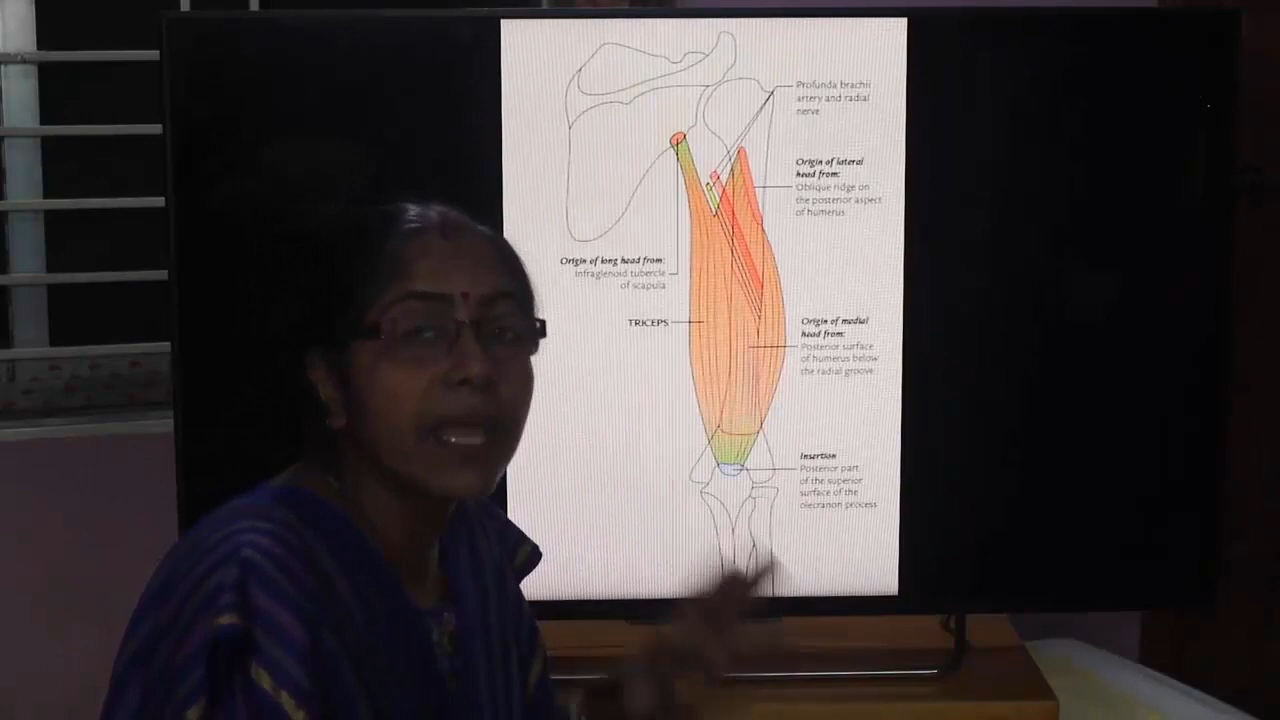 Profunda brachii
artery and radial
nerve
Origin of lateral
head from:
Oblique ridge on
the posterior aspect
of humerus
Origin of long head from:
Infraglenoid tubercle
of scapula
TRICEPS
Origin of medial
head from:
Posterior surface
of humerus below
the radial groove
Insertion
Posterior part
of the superior
surface of the
olecranon process